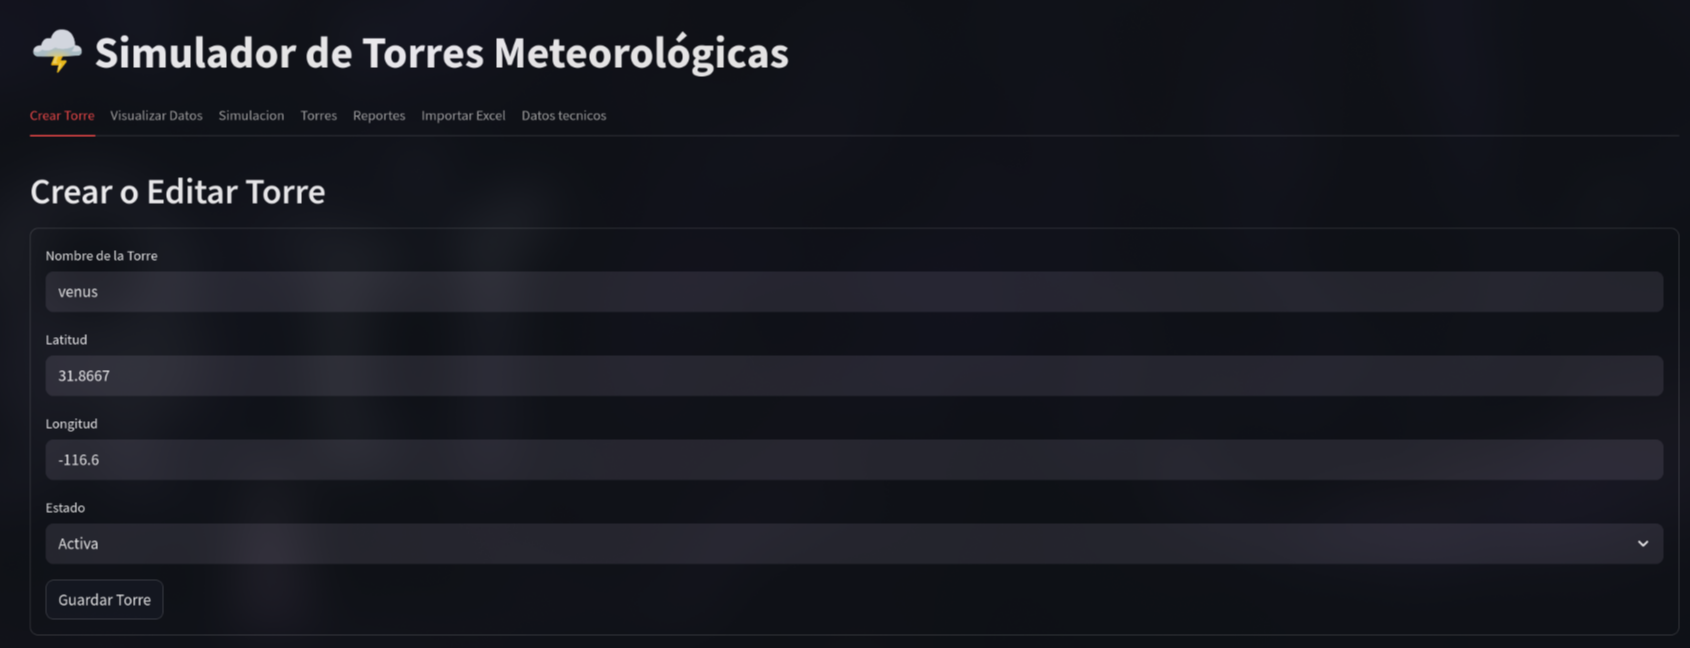 Simulador de Torres Meteorológicas
Crear Torre Visualizar Datos Simulacion Torres Reportes Importar Excel Datos tecnicos
Crear o Editar Torre
Nombre de la Torre
venus
Latitud
31.8667
Longitud
-116.6
Estado
Activa
Guardar Torre